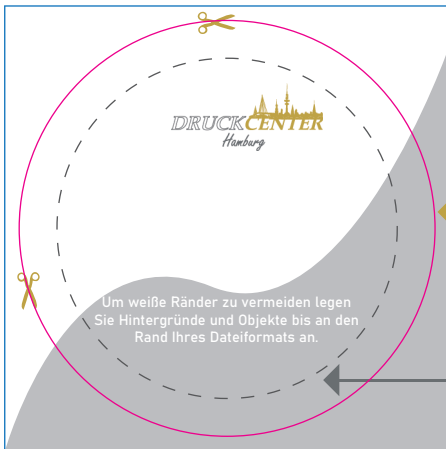 DRUCKCENTER
Hamburg
Um weiße Ränder zu vermeiden legen
Sie Hintergründe und Objekte bis an den
Rand Ihres Dateiformats an.